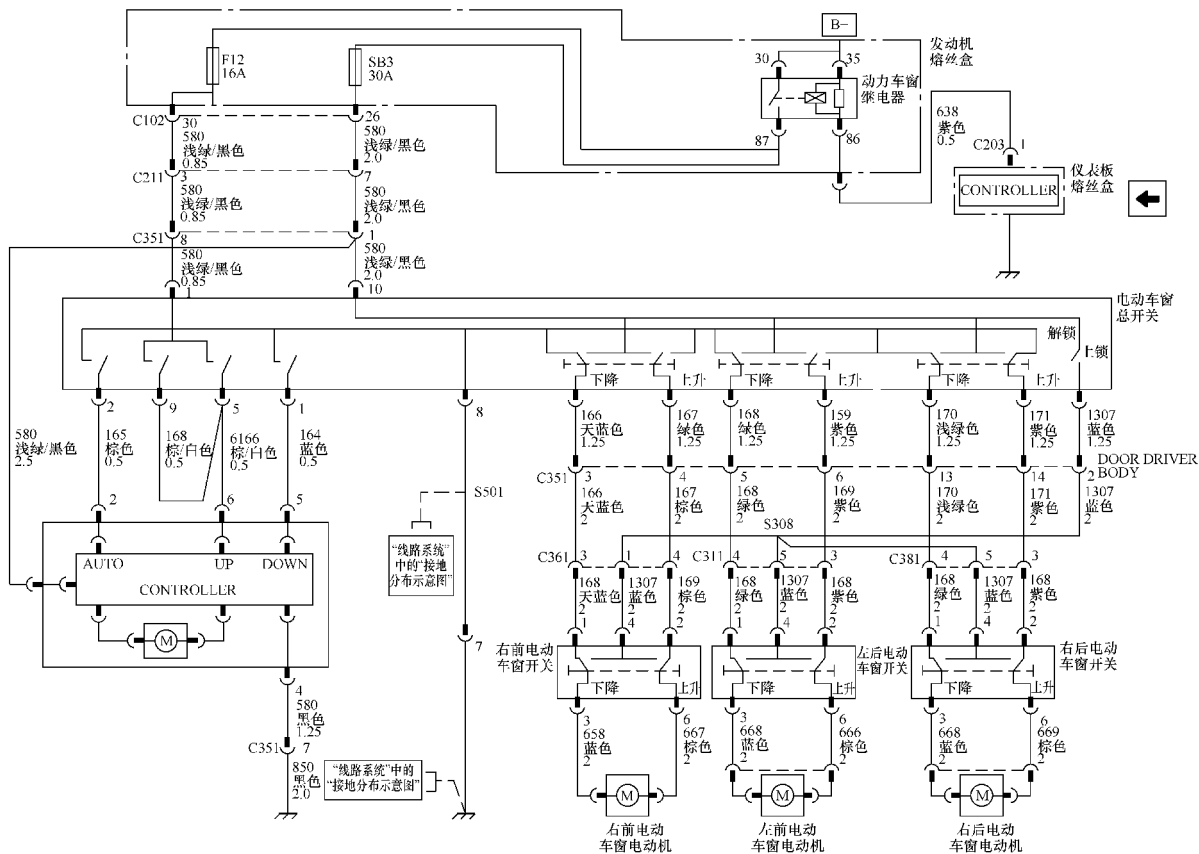 B-
发动机
熔丝盒
F12
16A
SB3
30A
30
35
动力车窗
继电器
87
86
638
紫色
0.5
C203
1
仪表板
熔丝盒
CONTROLLER
C102
30
26
580
浅绿/黑色
0.85
580
浅绿/黑色
2.0
C211
3
7
580
浅绿/黑色
0.85
580
浅绿/黑色
2.0
C351
8
1
580
浅绿/黑色
0.85
580
浅绿/黑色
2.0
1
10
电动车窗
总开关
解锁
上锁
下降
上升
下降
上升
下降
上升
2
9
5
1
8
580
浅绿/黑色
2.5
165
棕色
0.5
168
棕/白色
0.5
6166
棕/白色
0.5
164
蓝色
0.5
166
天蓝色
1.25
167
绿色
1.25
168
绿色
1.25
159
紫色
1.25
170
浅绿色
1.25
171
紫色
1.25
1307
蓝色
1.25
DOOR DRIVER
BODY
C351
3
4
5
6
13
14
2
166
天蓝色
2
167
棕色
2
168
绿色
2
169
紫色
2
170
浅绿色
2
171
紫色
2
1307
蓝色
2
2
6
5
S501
S308
“线路系统”
中的“接地
分布示意图”
AUTO
UP
DOWN
CONTROLLER
M
C361
3
1
4
C311
4
5
3
C381
4
5
3
168
天蓝色
2
1307
蓝色
2
169
棕色
2
168
绿色
2
1307
蓝色
2
168
紫色
2
168
绿色
2
1307
蓝色
2
168
紫色
2
1
4
2
1
4
2
1
4
2
7
右前电动
车窗开关
左后电动
车窗开关
右后电动
车窗开关
下降
上升
下降
上升
下降
上升
4
580
黑色
1.25
C351
7
850
黑色
2.0
“线路系统”中的
“接地分布示意图”
3
658
蓝色
2
6
667
棕色
2
3
668
蓝色
2
6
666
棕色
2
3
668
蓝色
2
6
669
棕色
2
M
M
M
右前电动
车窗电动机
左前电动
车窗电动机
右后电动
车窗电动机